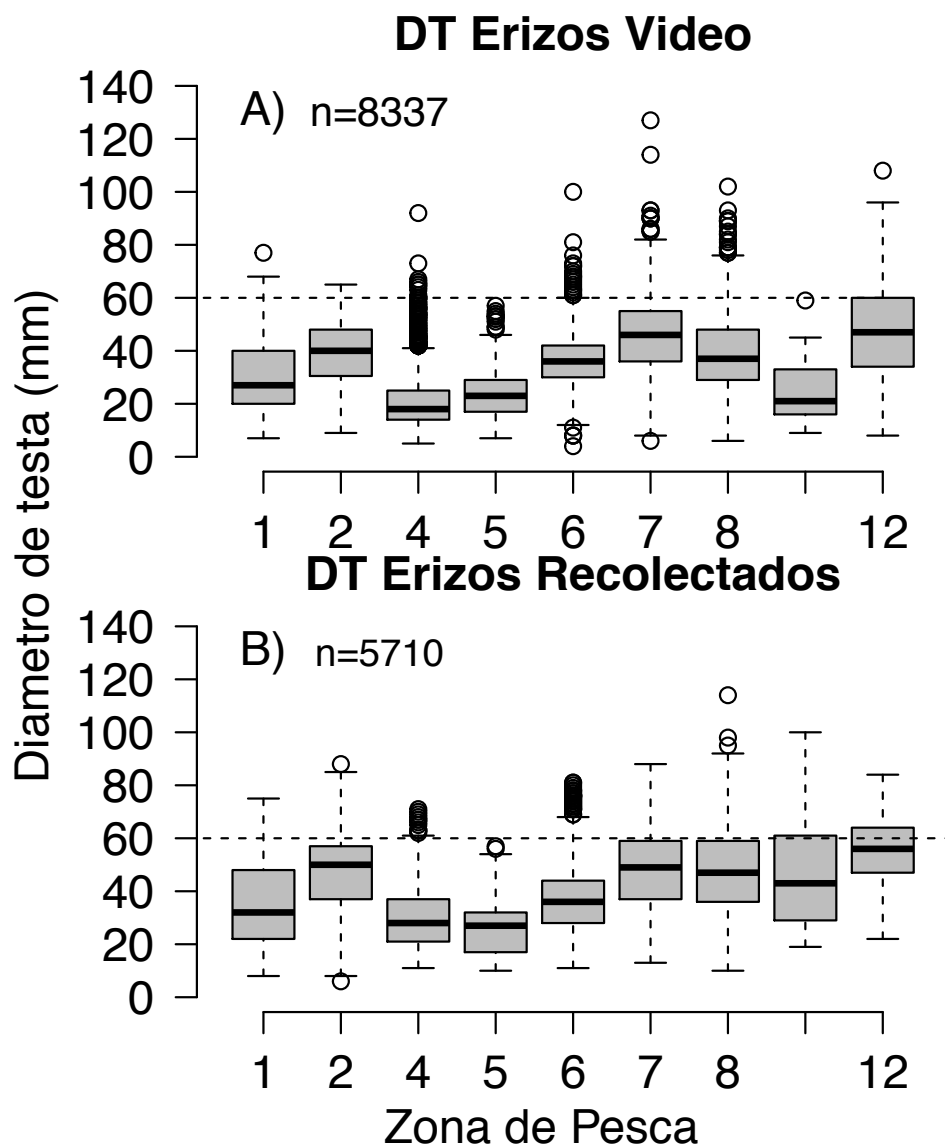 DT Erizos Video
A) n=8337
140
120
100
80
60
40
20
0
1 2 4 5 6 7 8 12
DT Erizos Recolectados
B) n=5710
140
120
100
80
60
40
20
0
1 2 4 5 6 7 8 12
Diametro de testa (mm)
Zona de Pesca